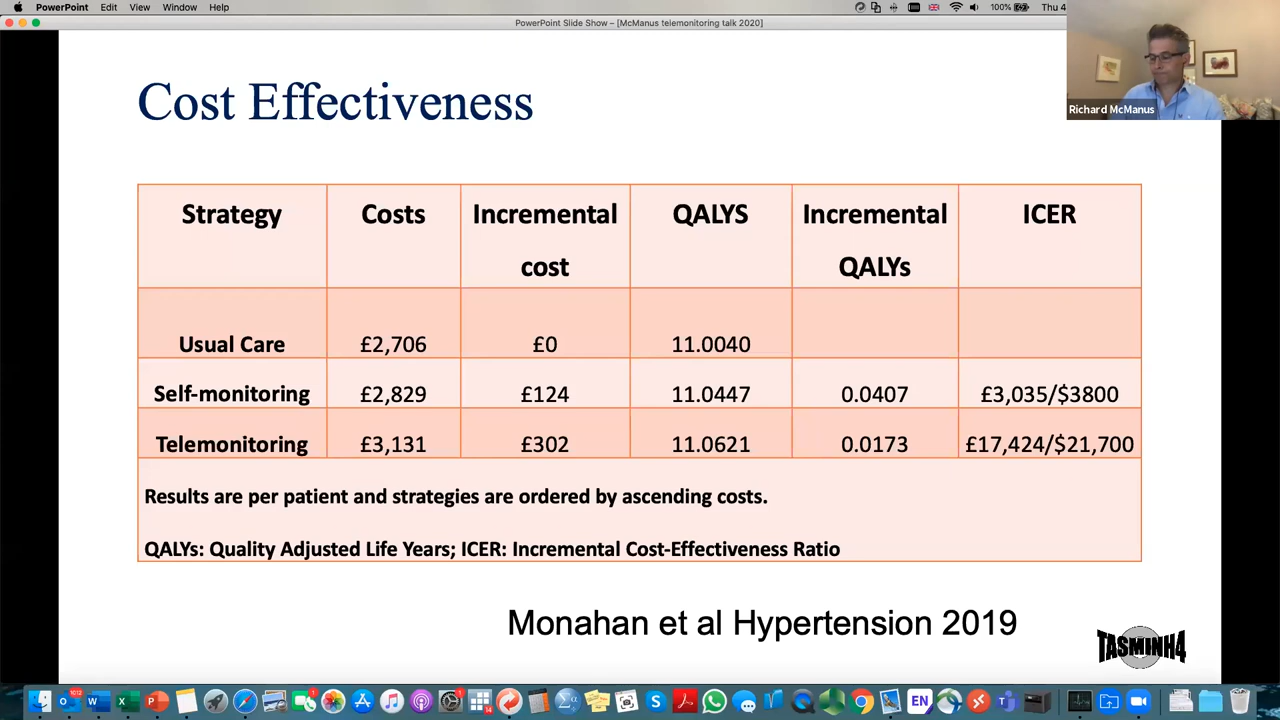 PowerPoint Edit View Window Help
100% Thu 4
PowerPoint Slide Show – [McManus telemonitoring talk 2020]
Richard McManus
Cost Effectiveness
Strategy Costs Incremental cost QALYS Incremental QALYs ICER
Usual Care £2,706 £0 11.0040
Self-monitoring £2,829 £124 11.0447 0.0407 £3,035/$3800
Telemonitoring £3,131 £302 11.0621 0.0173 £17,424/$21,700
Results are per patient and strategies are ordered by ascending costs.
QALYs: Quality Adjusted Life Years; ICER: Incremental Cost-Effectiveness Ratio
Monahan et al Hypertension 2019
TASMINH4
EN